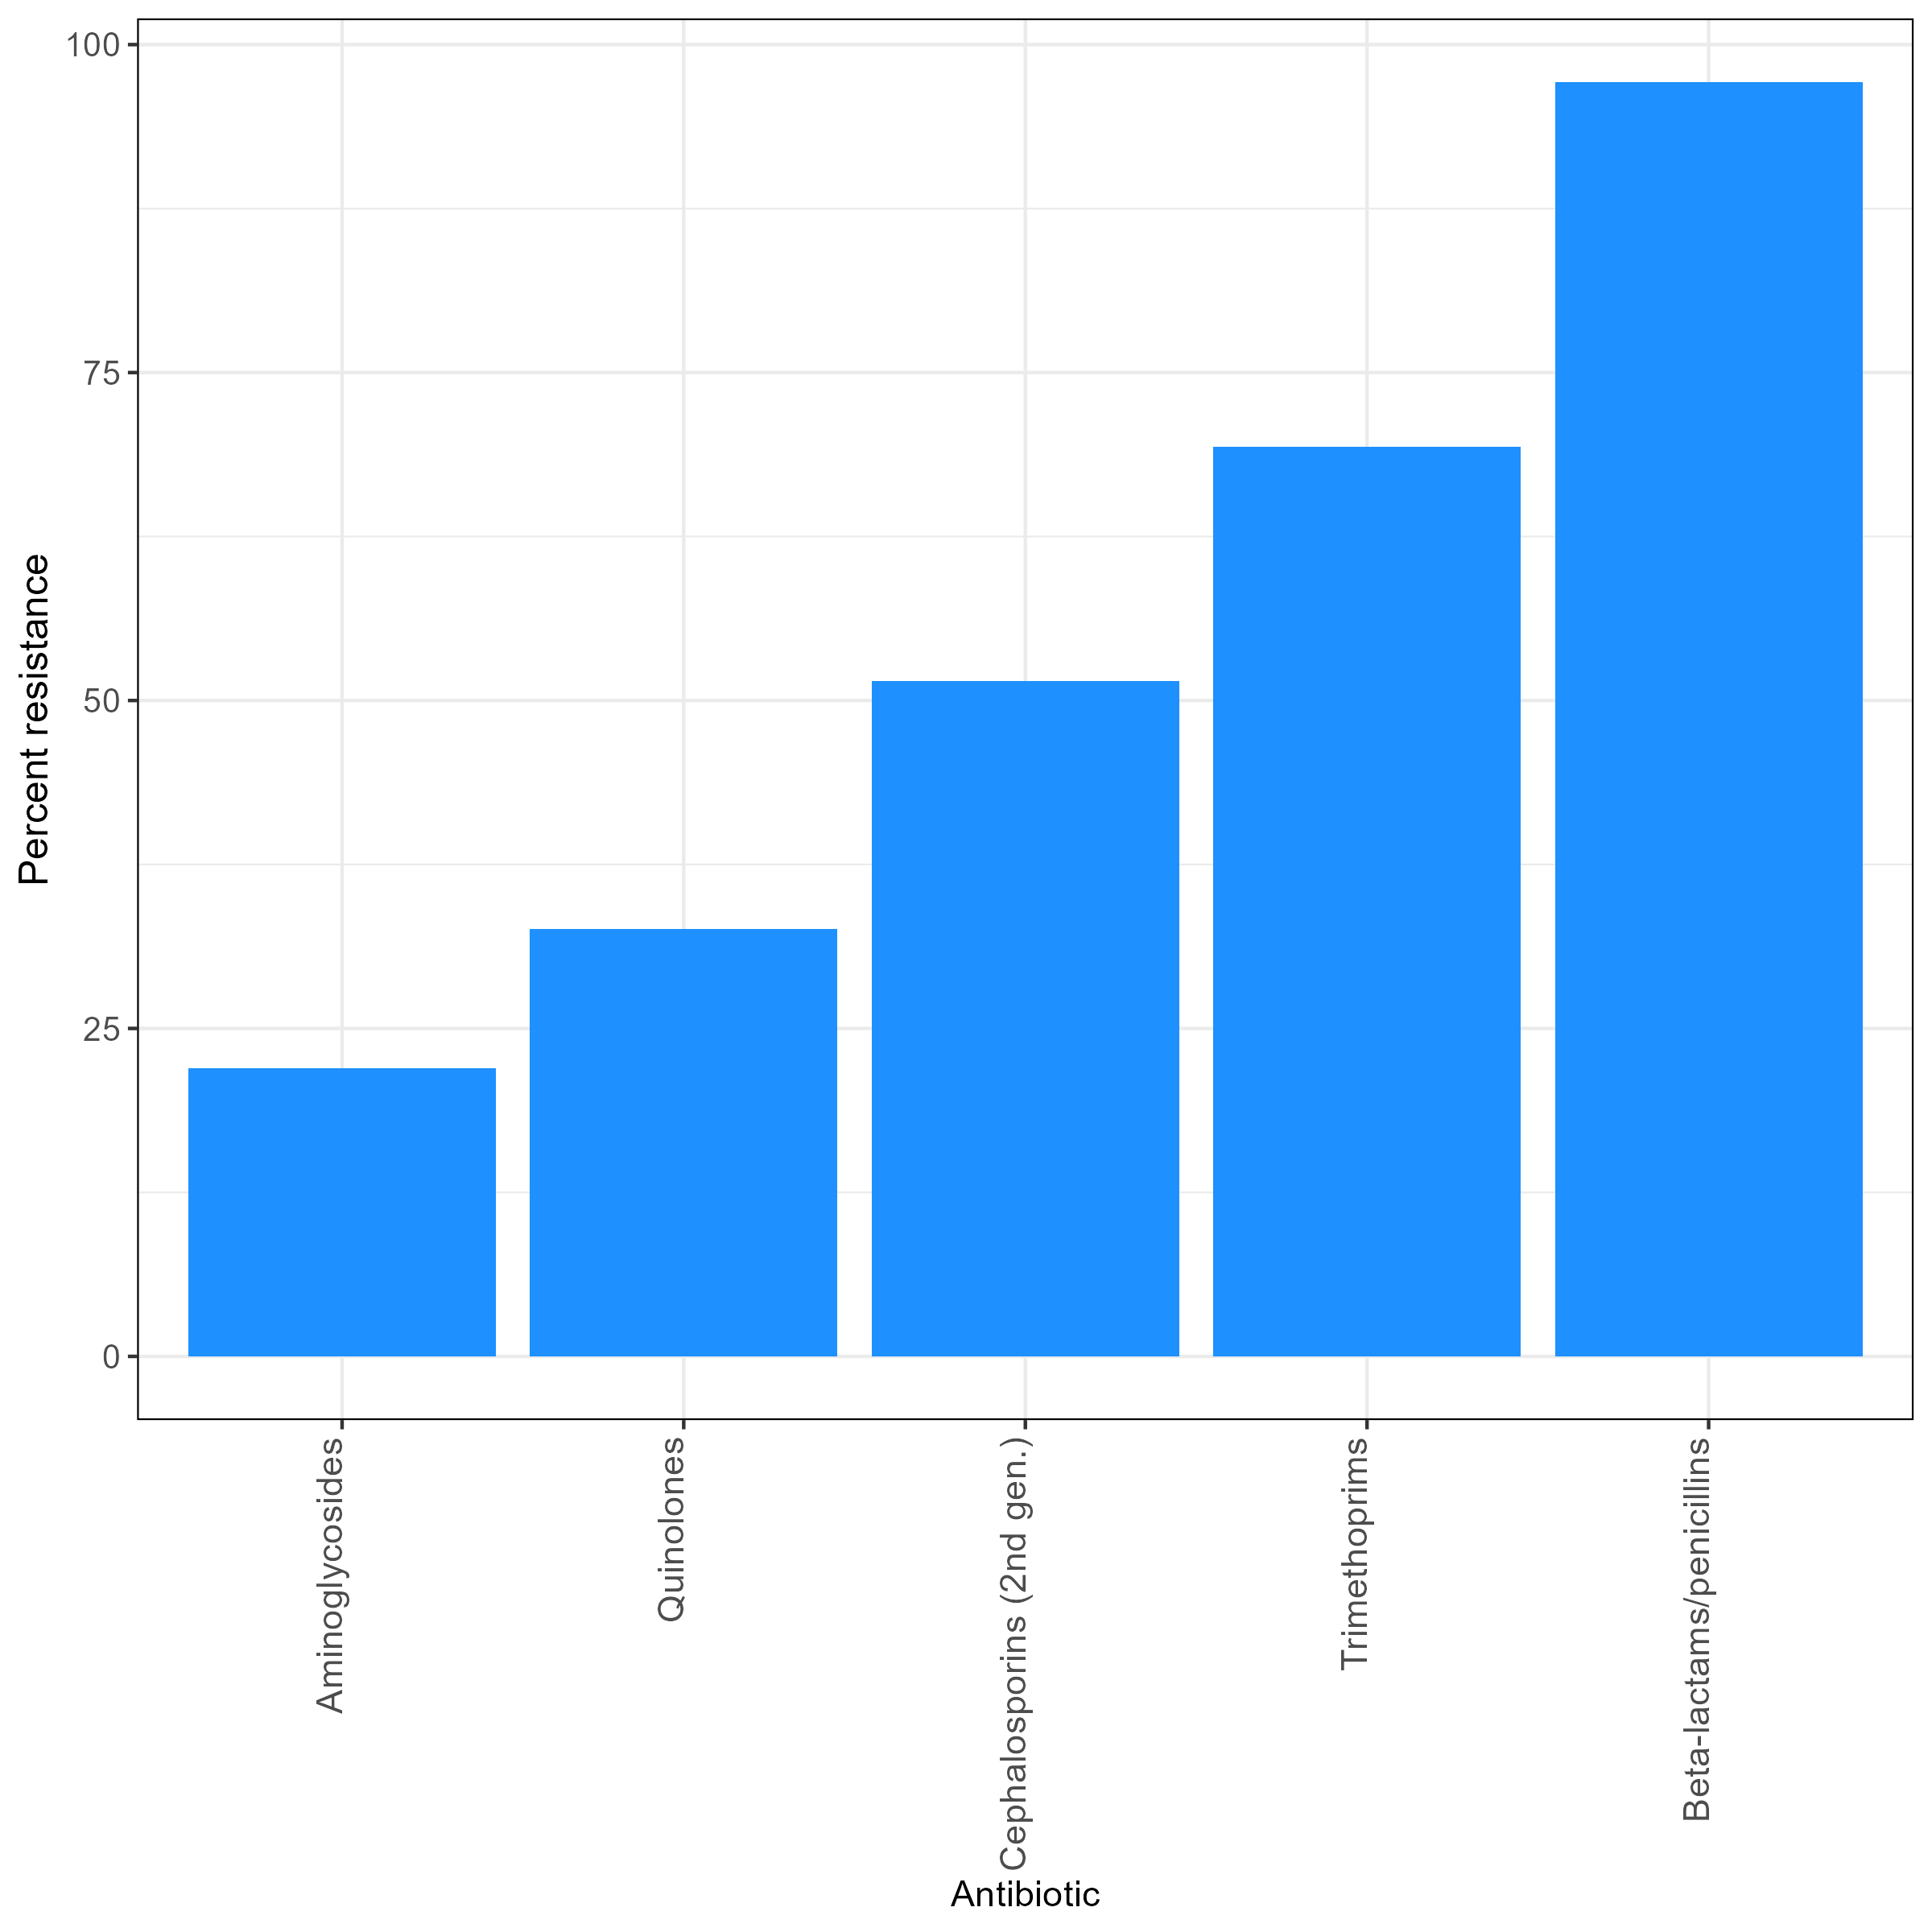 Percent resistance
100
75
50
25
0
Aminoglycosides
Quinolones
Cephalosporins (2nd gen.)
Trimethoprims
Beta-lactams/penicillins
Antibiotic